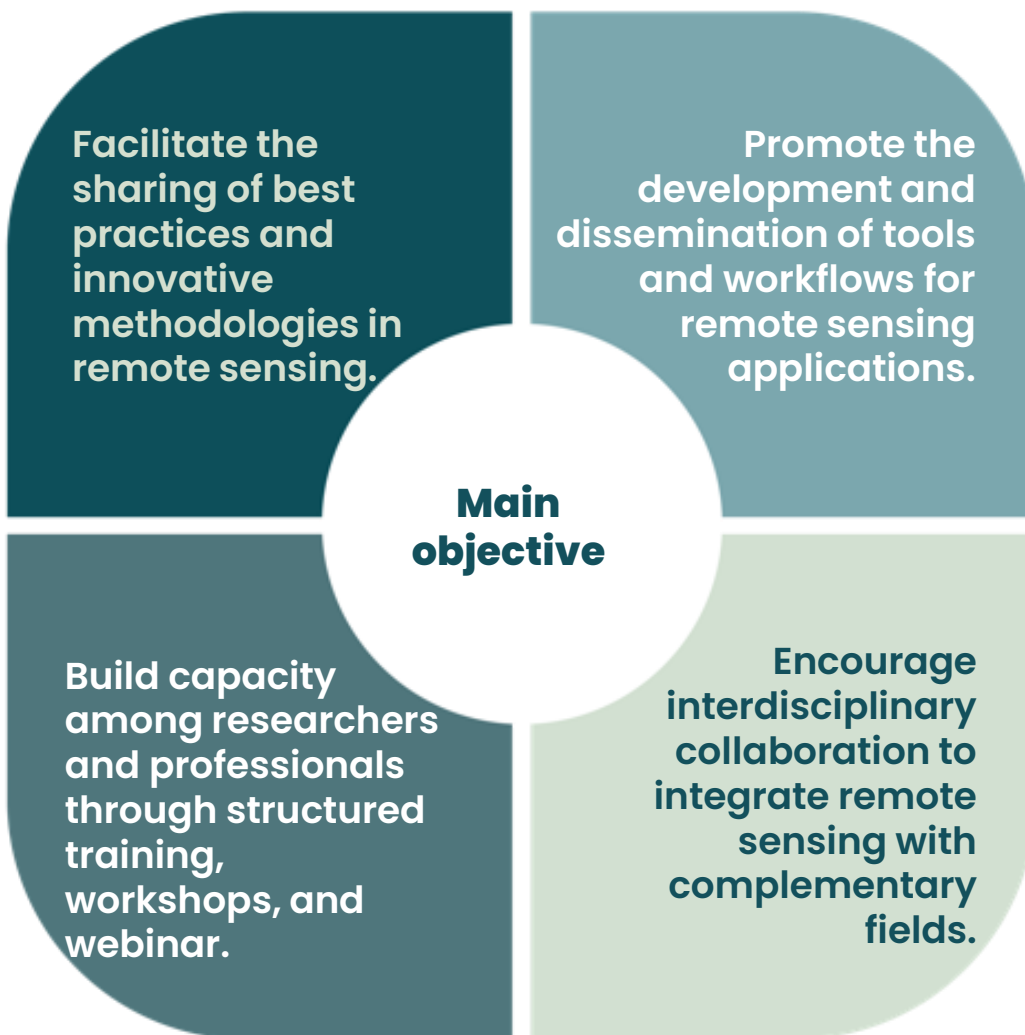 Facilitate the
sharing of best
practices and
innovative
methodologies in
remote sensing.
Promote the
development and
dissemination of tools
and workflows for
remote sensing
applications.
Main
objective
Build capacity
among researchers
and professionals
through structured
training,
workshops, and
webinar.
Encourage
interdisciplinary
collaboration to
integrate remote
sensing with
complementary
fields.